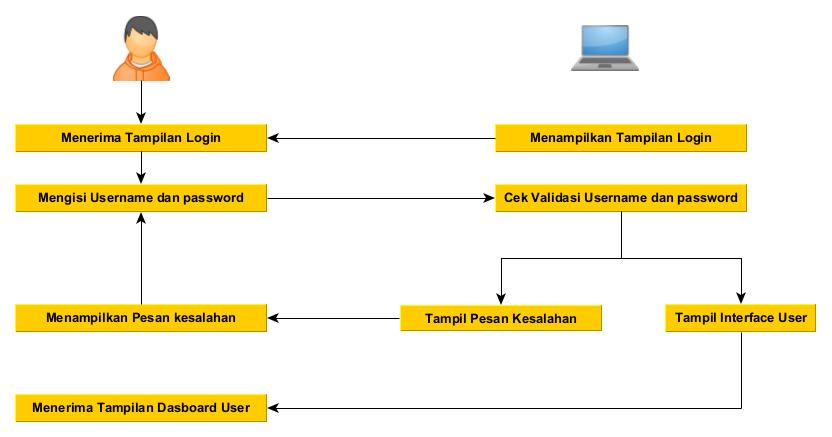 Menerima Tampilan Login
Menampilkan Tampilan Login
Mengisi Username dan password
Cek Validasi Username dan password
Menampilkan Pesan kesalahan
Tampil Pesan Kesalahan
Tampil Interface User
Menerima Tampilan Dasboard User